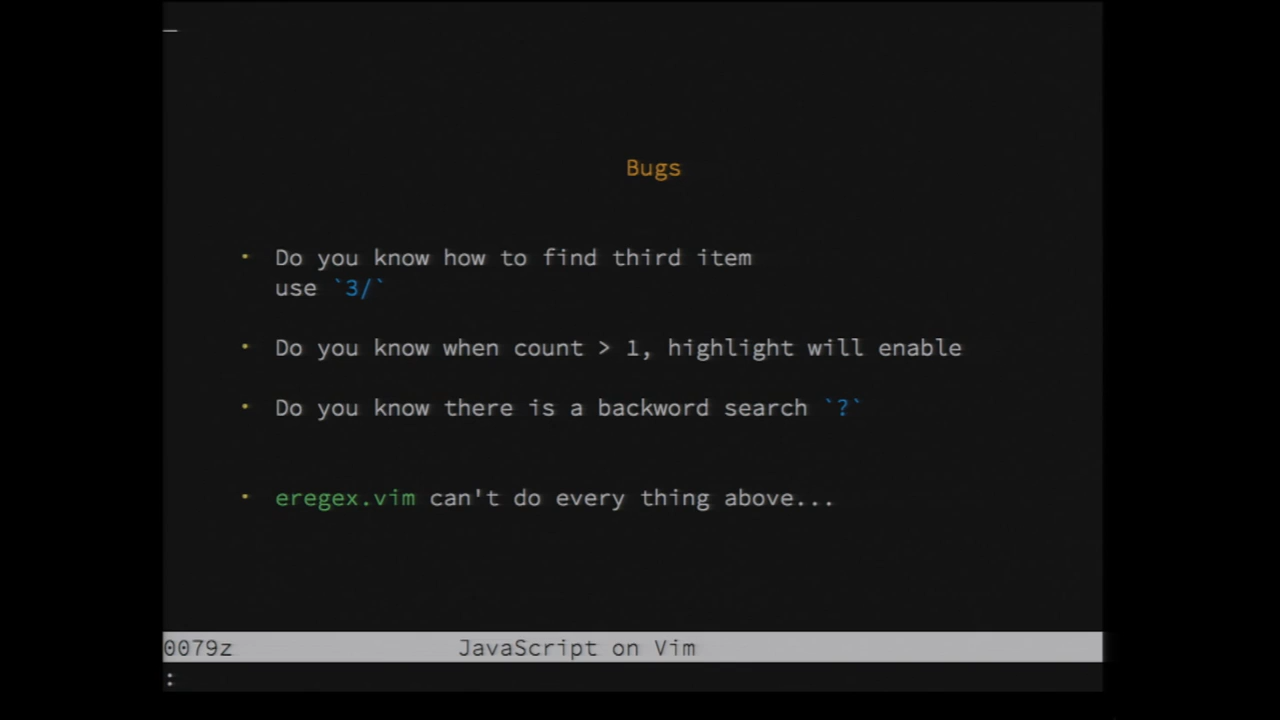 Bugs
• Do you know how to find third item
use `3/`
• Do you know when count > 1, highlight will enable
• Do you know there is a backword search `?`
• eregex.vim can't do every thing above...
0079z JavaScript on Vim
: